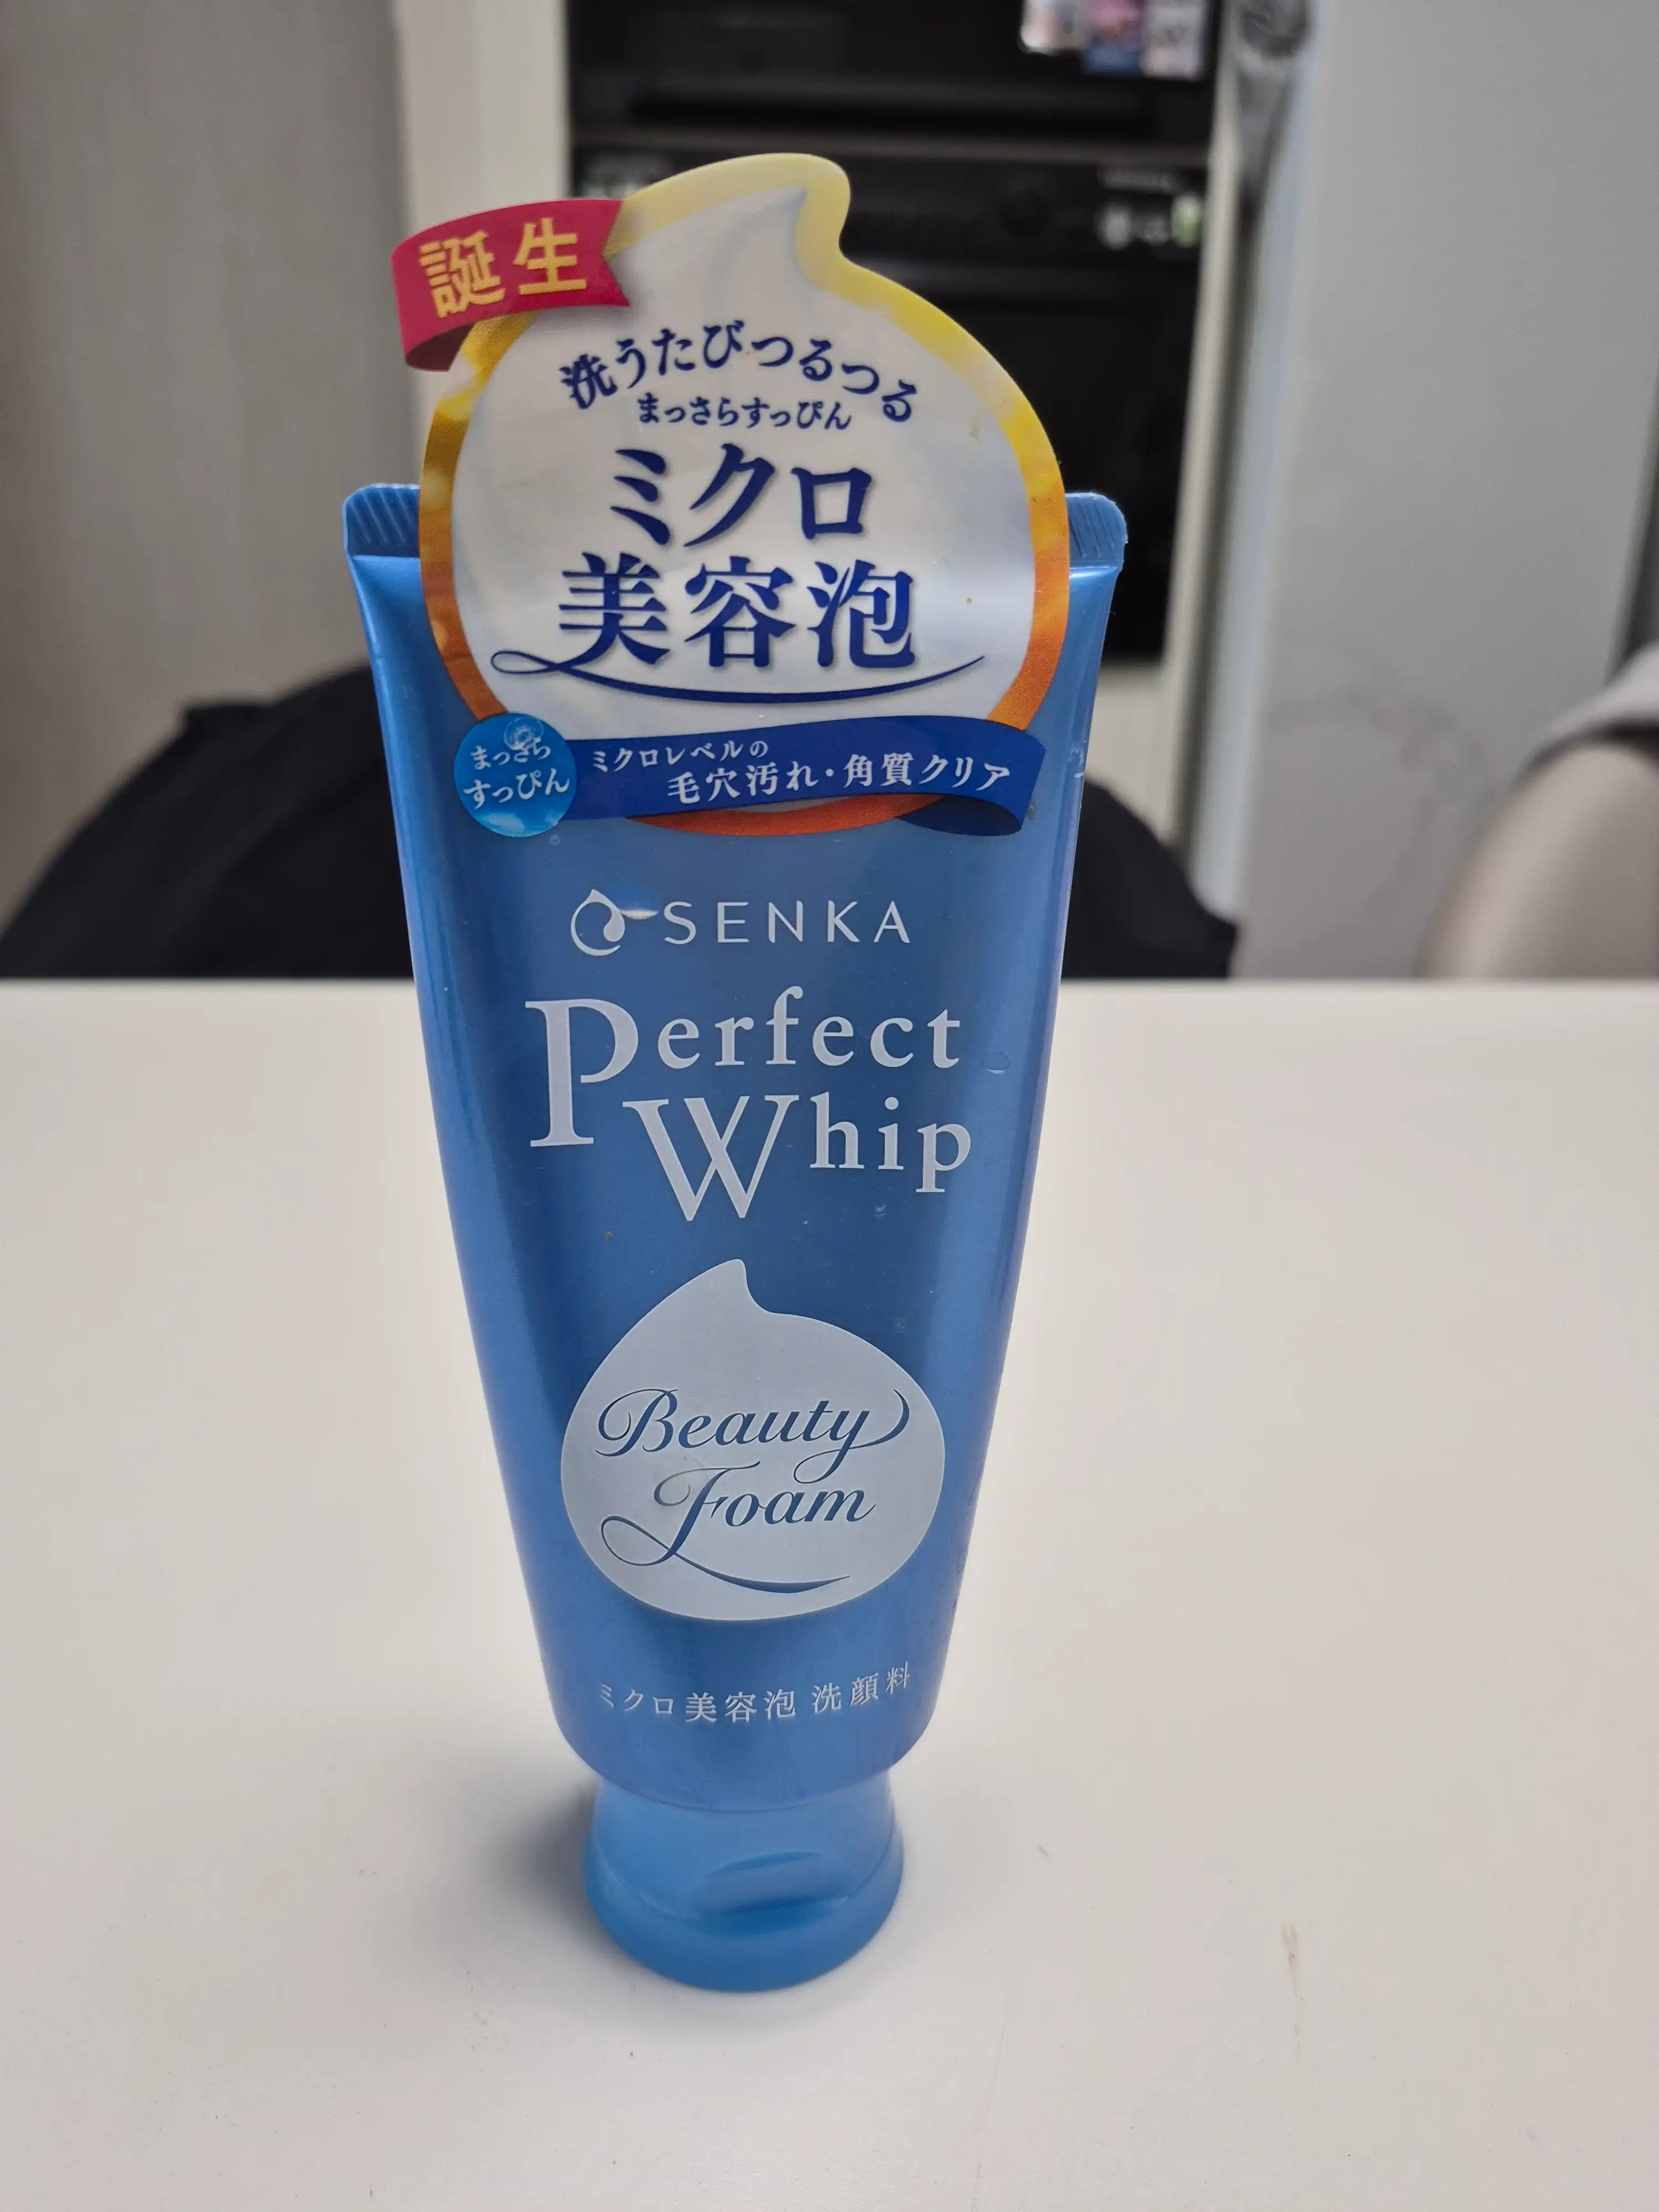 誕生
洗うたびつるつる
まっさらすっぴん
ミクロ
美容泡
まっさら
すっぴん
ミクロレベルの
毛穴汚れ・角質クリア
SENKA
Perfect
Whip
Beauty
Foam
ミクロ美容泡 洗顔料